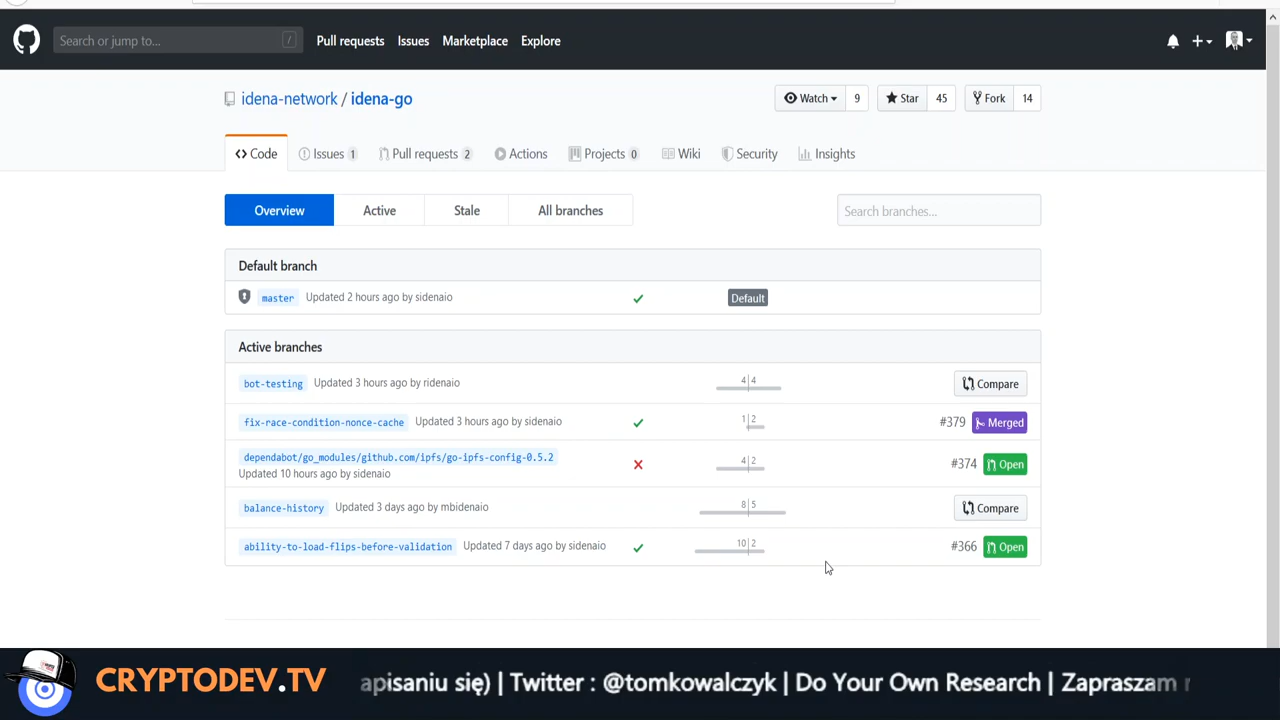 Search or jump to... /
Pull requests Issues Marketplace Explore
idena-network / idena-go
Watch 9 Star 45 Fork 14
Code Issues 1 Pull requests 2 Actions Projects 0 Wiki Security Insights
Overview Active Stale All branches Search branches...
Default branch
master Updated 2 hours ago by sidenaio Default
Active branches
bot-testing Updated 3 hours ago by ridenaio 4|4 Compare
fix-race-condition-nonce-cache Updated 3 hours ago by sidenaio 1|2 #379 Merged
dependabot/go_modules/github.com/ipfs/go-ipfs-config-0.5.2
Updated 10 hours ago by sidenaio 4|2 #374 Open
balance-history Updated 3 days ago by mbidenaio 8|5 Compare
ability-to-load-flips-before-validation Updated 7 days ago by sidenaio 10|2 #366 Open
CRYPTODEV.TV apisaniu się) | Twitter : @tomkowalczyk | Do Your Own Research | Zapraszam